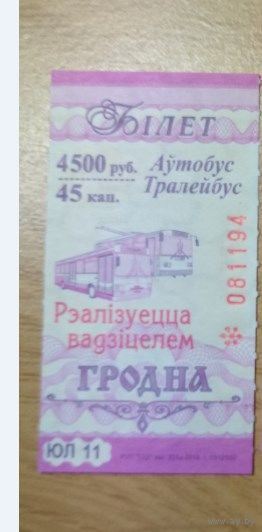 БІЛЕТ
4500 руб.
45 кап.
Аўтобус
Тралейбус
081194
Рэалізуецца
вадзіцелем
ГРОДНА
ЮЛ 11